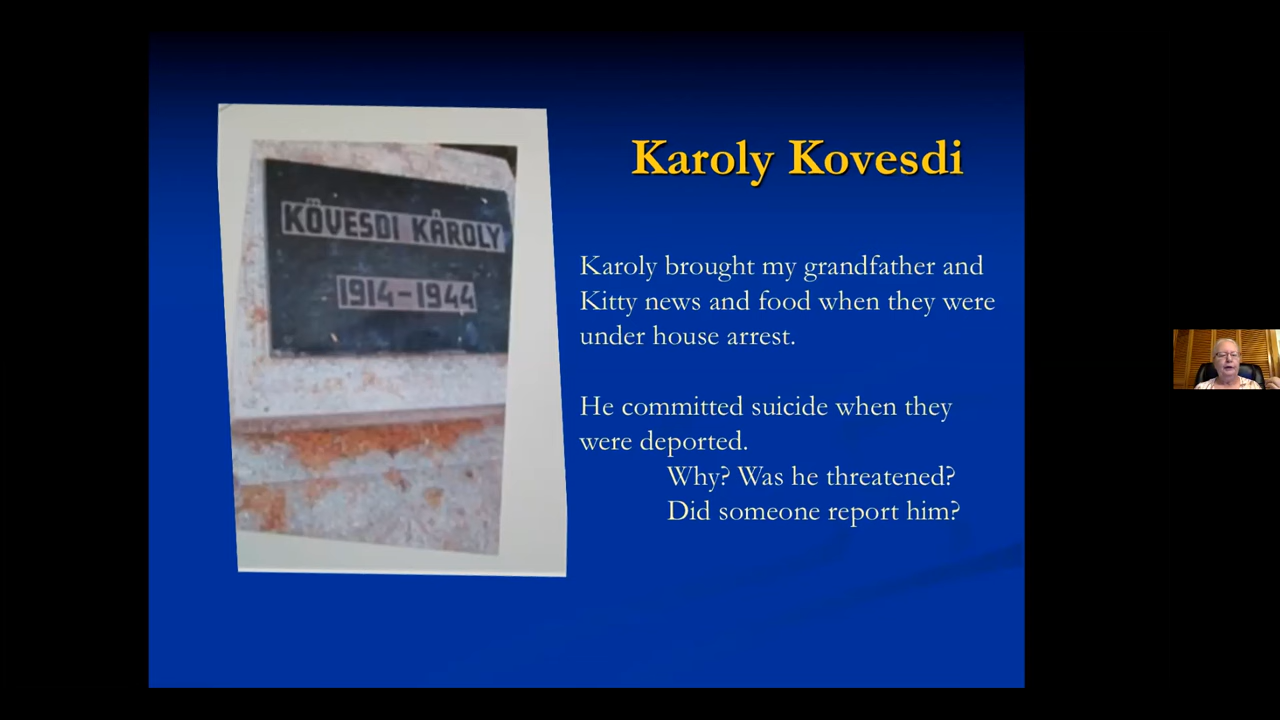 KÖVESDI KÁROLY
1914-1944
Karoly Kovesdi
Karoly brought my grandfather and
Kitty news and food when they were
under house arrest.
He committed suicide when they
were deported.
Why? Was he threatened?
Did someone report him?